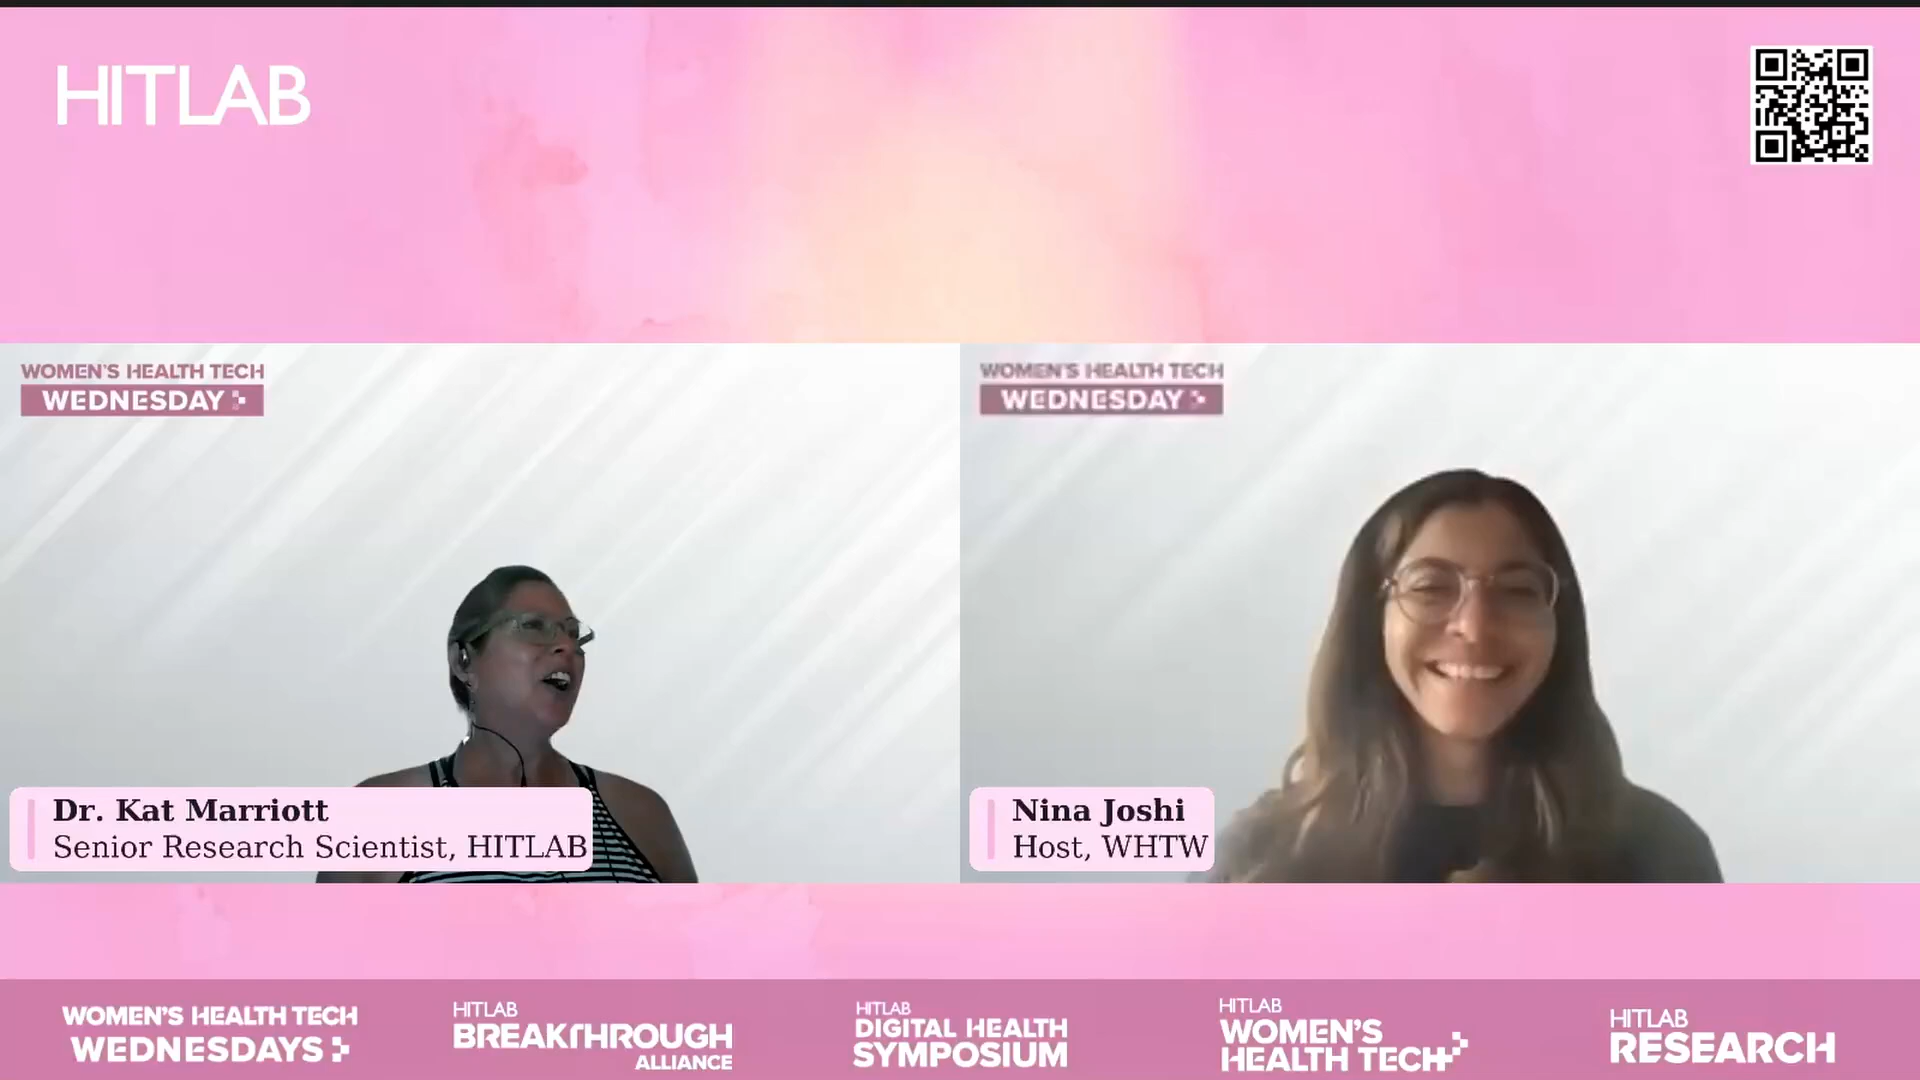 HITLAB
WOMEN'S HEALTH TECH
WEDNESDAY
WOMEN'S HEALTH TECH
WEDNESDAY
Dr. Kat Marriott
Senior Research Scientist, HITLAB
Nina Joshi
Host, WHTW
WOMEN'S HEALTH TECH
WEDNESDAYS
HITLAB
BREAKTHROUGH
ALLIANCE
HITLAB
DIGITAL HEALTH
SYMPOSIUM
HITLAB
WOMEN'S
HEALTH TECH
HITLAB
RESEARCH